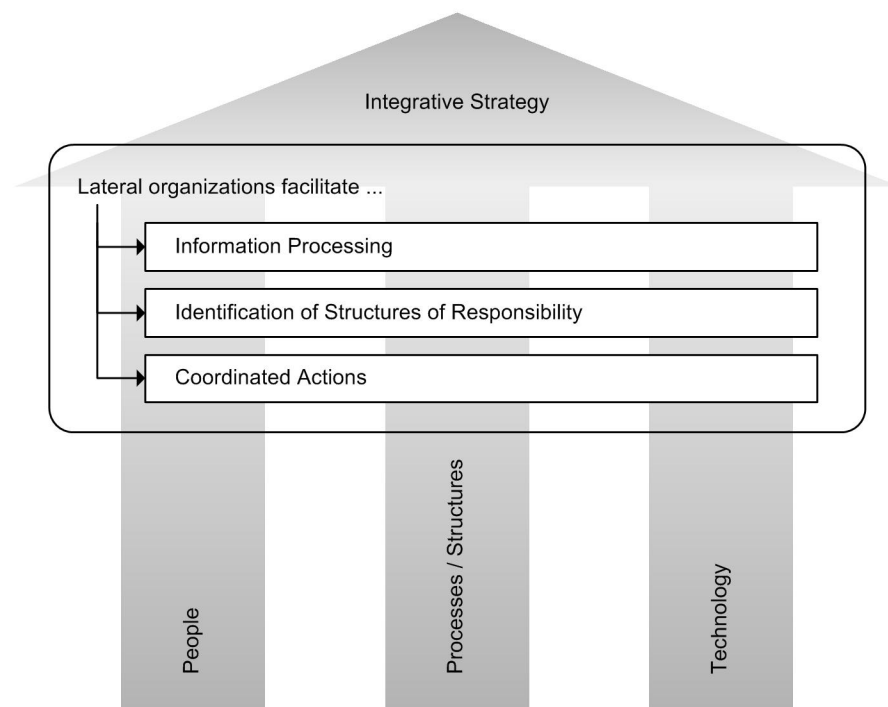 Integrative Strategy
Lateral organizations facilitate ...
Information Processing
Identification of Structures of Responsibility
Coordinated Actions
People
Processes / Structures
Technology